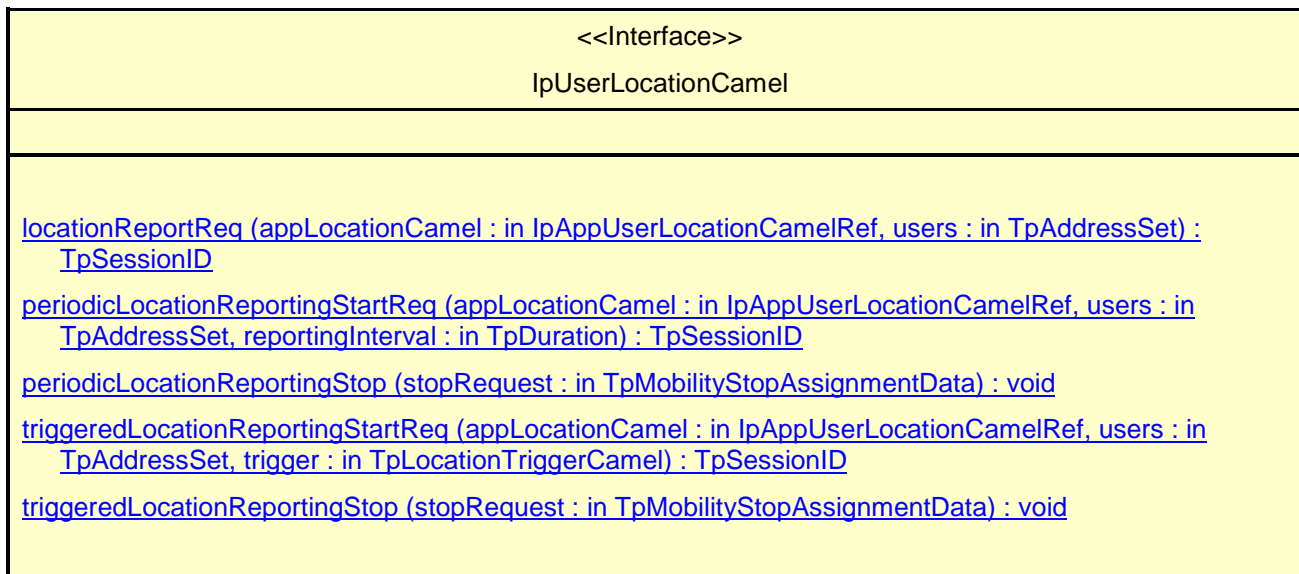 <<Interface>>
IpUserLocationCamel
locationReportReq (appLocationCamel : in IpAppUserLocationCamelRef, users : in TpAddressSet) :
TpSessionID
periodicLocationReportingStartReq (appLocationCamel : in IpAppUserLocationCamelRef, users : in
TpAddressSet, reportingInterval : in TpDuration) : TpSessionID
periodicLocationReportingStop (stopRequest : in TpMobilityStopAssignmentData) : void
triggeredLocationReportingStartReq (appLocationCamel : in IpAppUserLocationCamelRef, users : in
TpAddressSet, trigger : in TpLocationTriggerCamel) : TpSessionID
triggeredLocationReportingStop (stopRequest : in TpMobilityStopAssignmentData) : void